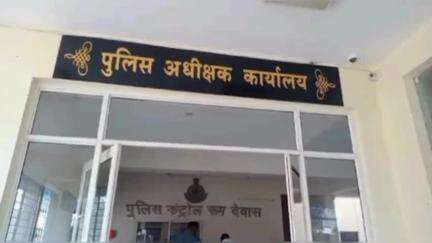 पुलिस अधीक्षक कार्यालय
पुलिस कंट्रोल रूम देवास